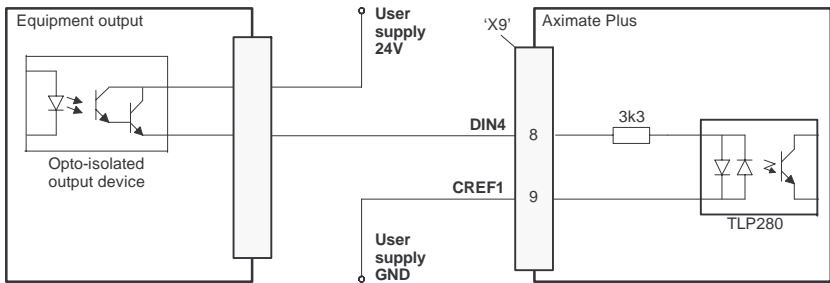 Equipment output
Opto-isolated
output device
User
supply
24V
'X9'
Aximate Plus
DIN4
8
3k3
CREF1
9
TLP280
User
supply
GND